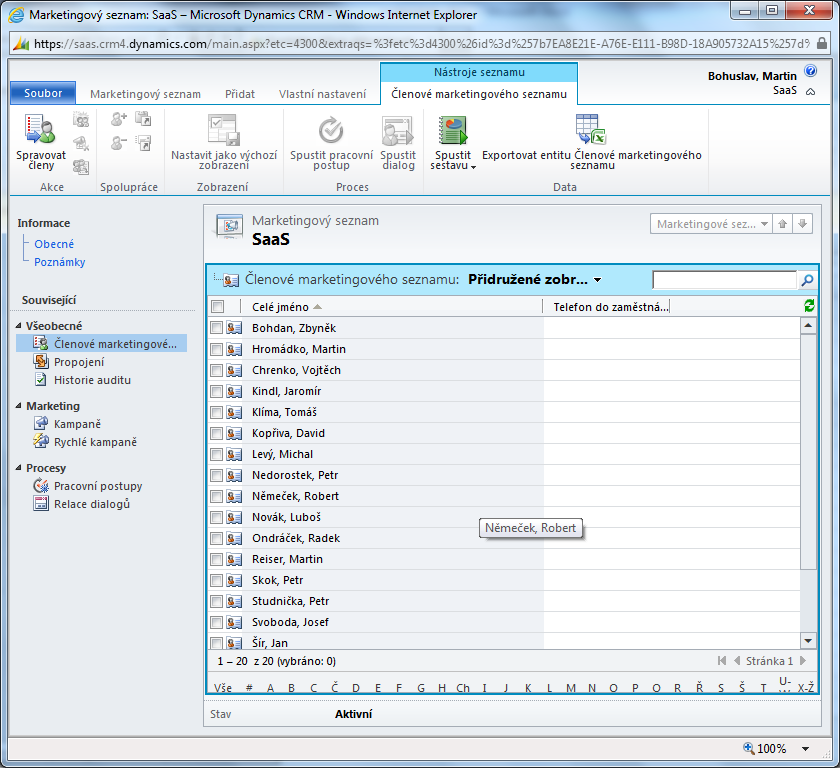 Marketingový seznam: SaaS – Microsoft Dynamics CRM - Windows Internet Explorer
https://saas.crm4.dynamics.com/main.aspx?etc=4300&extraqs=%3fetc%3d4300%26id%3d%257b7EA8E21E-A76E-E111-B98D-18A905732A15%257d%
Nástroje seznamu
Bohuslav, Martin
SaaS
Soubor Marketingový seznam Přidat Vlastní nastavení Členové marketingového seznamu
Spravovat členy
Akce
Spolupráce
Nastavit jako výchozí zobrazení
Zobrazení
Spustit pracovní postup
Spustit dialog
Proces
Spustit sestavu
Exportovat entitu Členové marketingového seznamu
Data
Informace
Obecné
Poznámky
Související
Všeobecné
Členové marketingové...
Propojení
Historie auditu
Marketing
Kampaně
Rychlé kampaně
Procesy
Pracovní postupy
Relace dialogů
Marketingový seznam
SaaS
Marketingové sez...
Členové marketingového seznamu: Přidružené zobr...
Celé jméno Telefon do zaměstná...
Bohdan, Zbyněk
Hromádko, Martin
Chrenko, Vojtěch
Kindl, Jaromír
Klíma, Tomáš
Kopřiva, David
Levý, Michal
Nedorostek, Petr
Němeček, Robert
Novák, Luboš
Němeček, Robert
Ondráček, Radek
Reiser, Martin
Skok, Petr
Studnička, Petr
Svoboda, Josef
Šír, Jan
1 – 20 z 20 (vybráno: 0) Stránka 1
Vše # A B C Č D E F G H Ch I J K L M N O P Q R Ř S Š T U- X-Ž
Stav Aktivní
100%